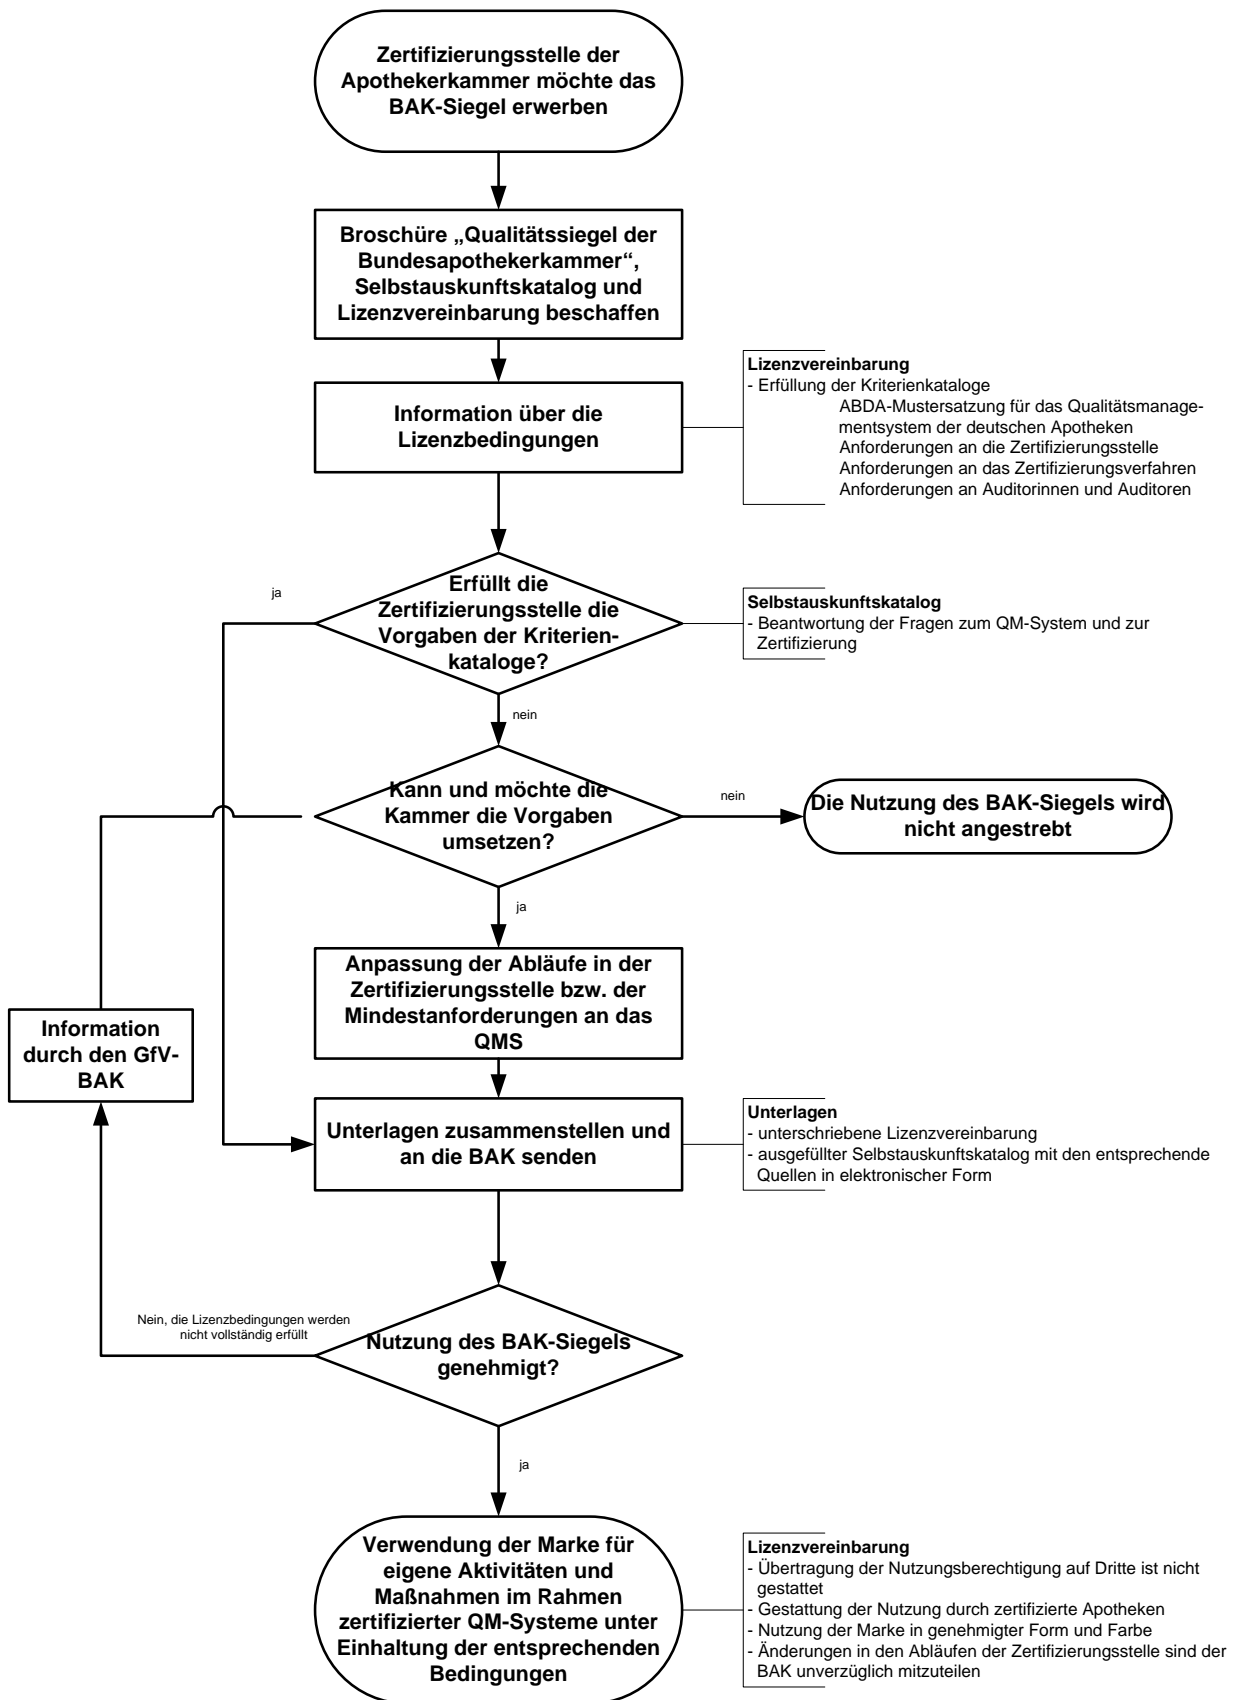 Zertifizierungsstelle der
Apothekerkammer möchte das
BAK-Siegel erwerben
Broschüre „Qualitätssiegel der
Bundesapothekerkammer“,
Selbstauskunftskatalog und
Lizenzvereinbarung beschaffen
Information über die
Lizenzbedingungen
Lizenzvereinbarung
- Erfüllung der Kriterienkataloge
ABDA-Mustersatzung für das Qualitätsmanage-
mentsystem der deutschen Apotheken
Anforderungen an die Zertifizierungsstelle
Anforderungen an das Zertifizierungsverfahren
Anforderungen an Auditorinnen und Auditoren
Erfüllt die
Zertifizierungsstelle die
Vorgaben der Kriterien-
kataloge?
ja
Selbstauskunftskatalog
- Beantwortung der Fragen zum QM-System und zur
Zertifizierung
nein
Kann und möchte die
Kammer die Vorgaben
umsetzen?
nein
Die Nutzung des BAK-Siegels wird
nicht angestrebt
ja
Anpassung der Abläufe in der
Zertifizierungsstelle bzw. der
Mindestanforderungen an das
QMS
Information
durch den GfV-
BAK
Unterlagen zusammenstellen und
an die BAK senden
Unterlagen
- unterschriebene Lizenzvereinbarung
- ausgefüllter Selbstauskunftskatalog mit den entsprechende
Quellen in elektronischer Form
Nein, die Lizenzbedingungen werden
nicht vollständig erfüllt
Nutzung des BAK-Siegels
genehmigt?
ja
Verwendung der Marke für
eigene Aktivitäten und
Maßnahmen im Rahmen
zertifizierter QM-Systeme unter
Einhaltung der entsprechenden
Bedingungen
Lizenzvereinbarung
- Übertragung der Nutzungsberechtigung auf Dritte ist nicht
gestattet
- Gestattung der Nutzung durch zertifizierte Apotheken
- Nutzung der Marke in genehmigter Form und Farbe
- Änderungen in den Abläufen der Zertifizierungsstelle sind der
BAK unverzüglich mitzuteilen